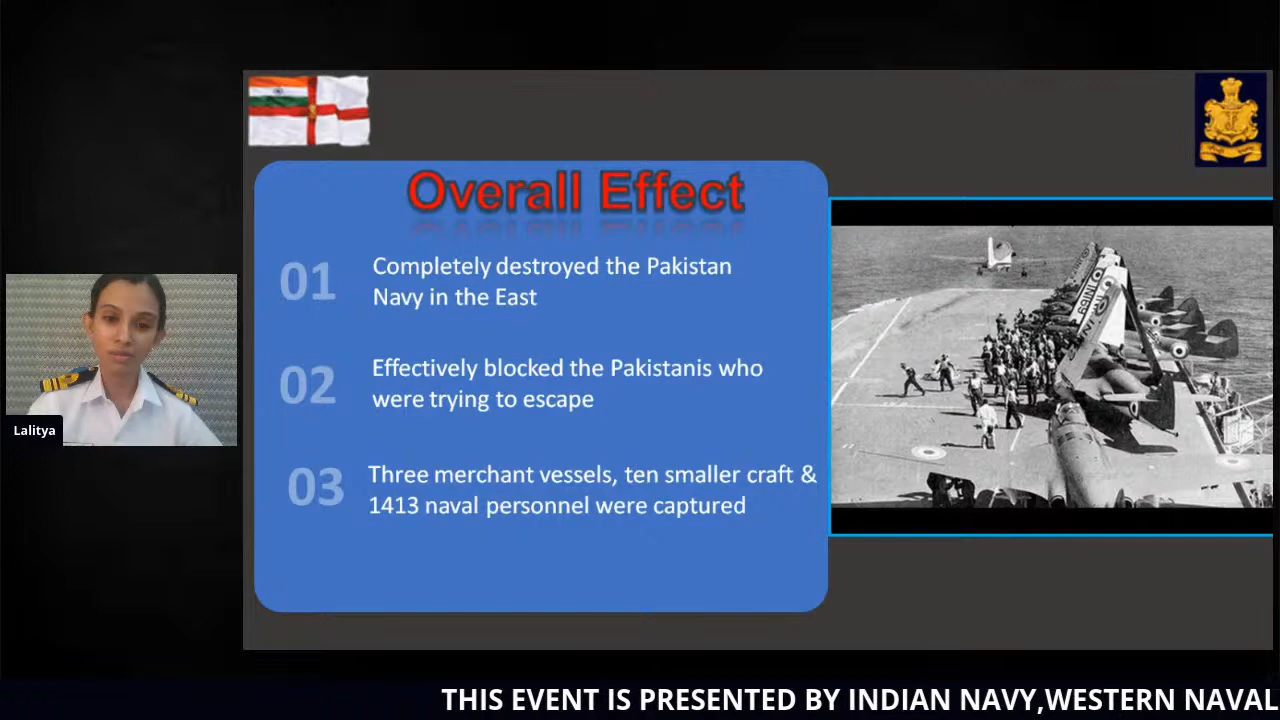 Overall Effect
01
Completely destroyed the Pakistan
Navy in the East
02
Effectively blocked the Pakistanis who
were trying to escape
03
Three merchant vessels, ten smaller craft &
1413 naval personnel were captured
Lalitya
THIS EVENT IS PRESENTED BY INDIAN NAVY,WESTERN NAVAL